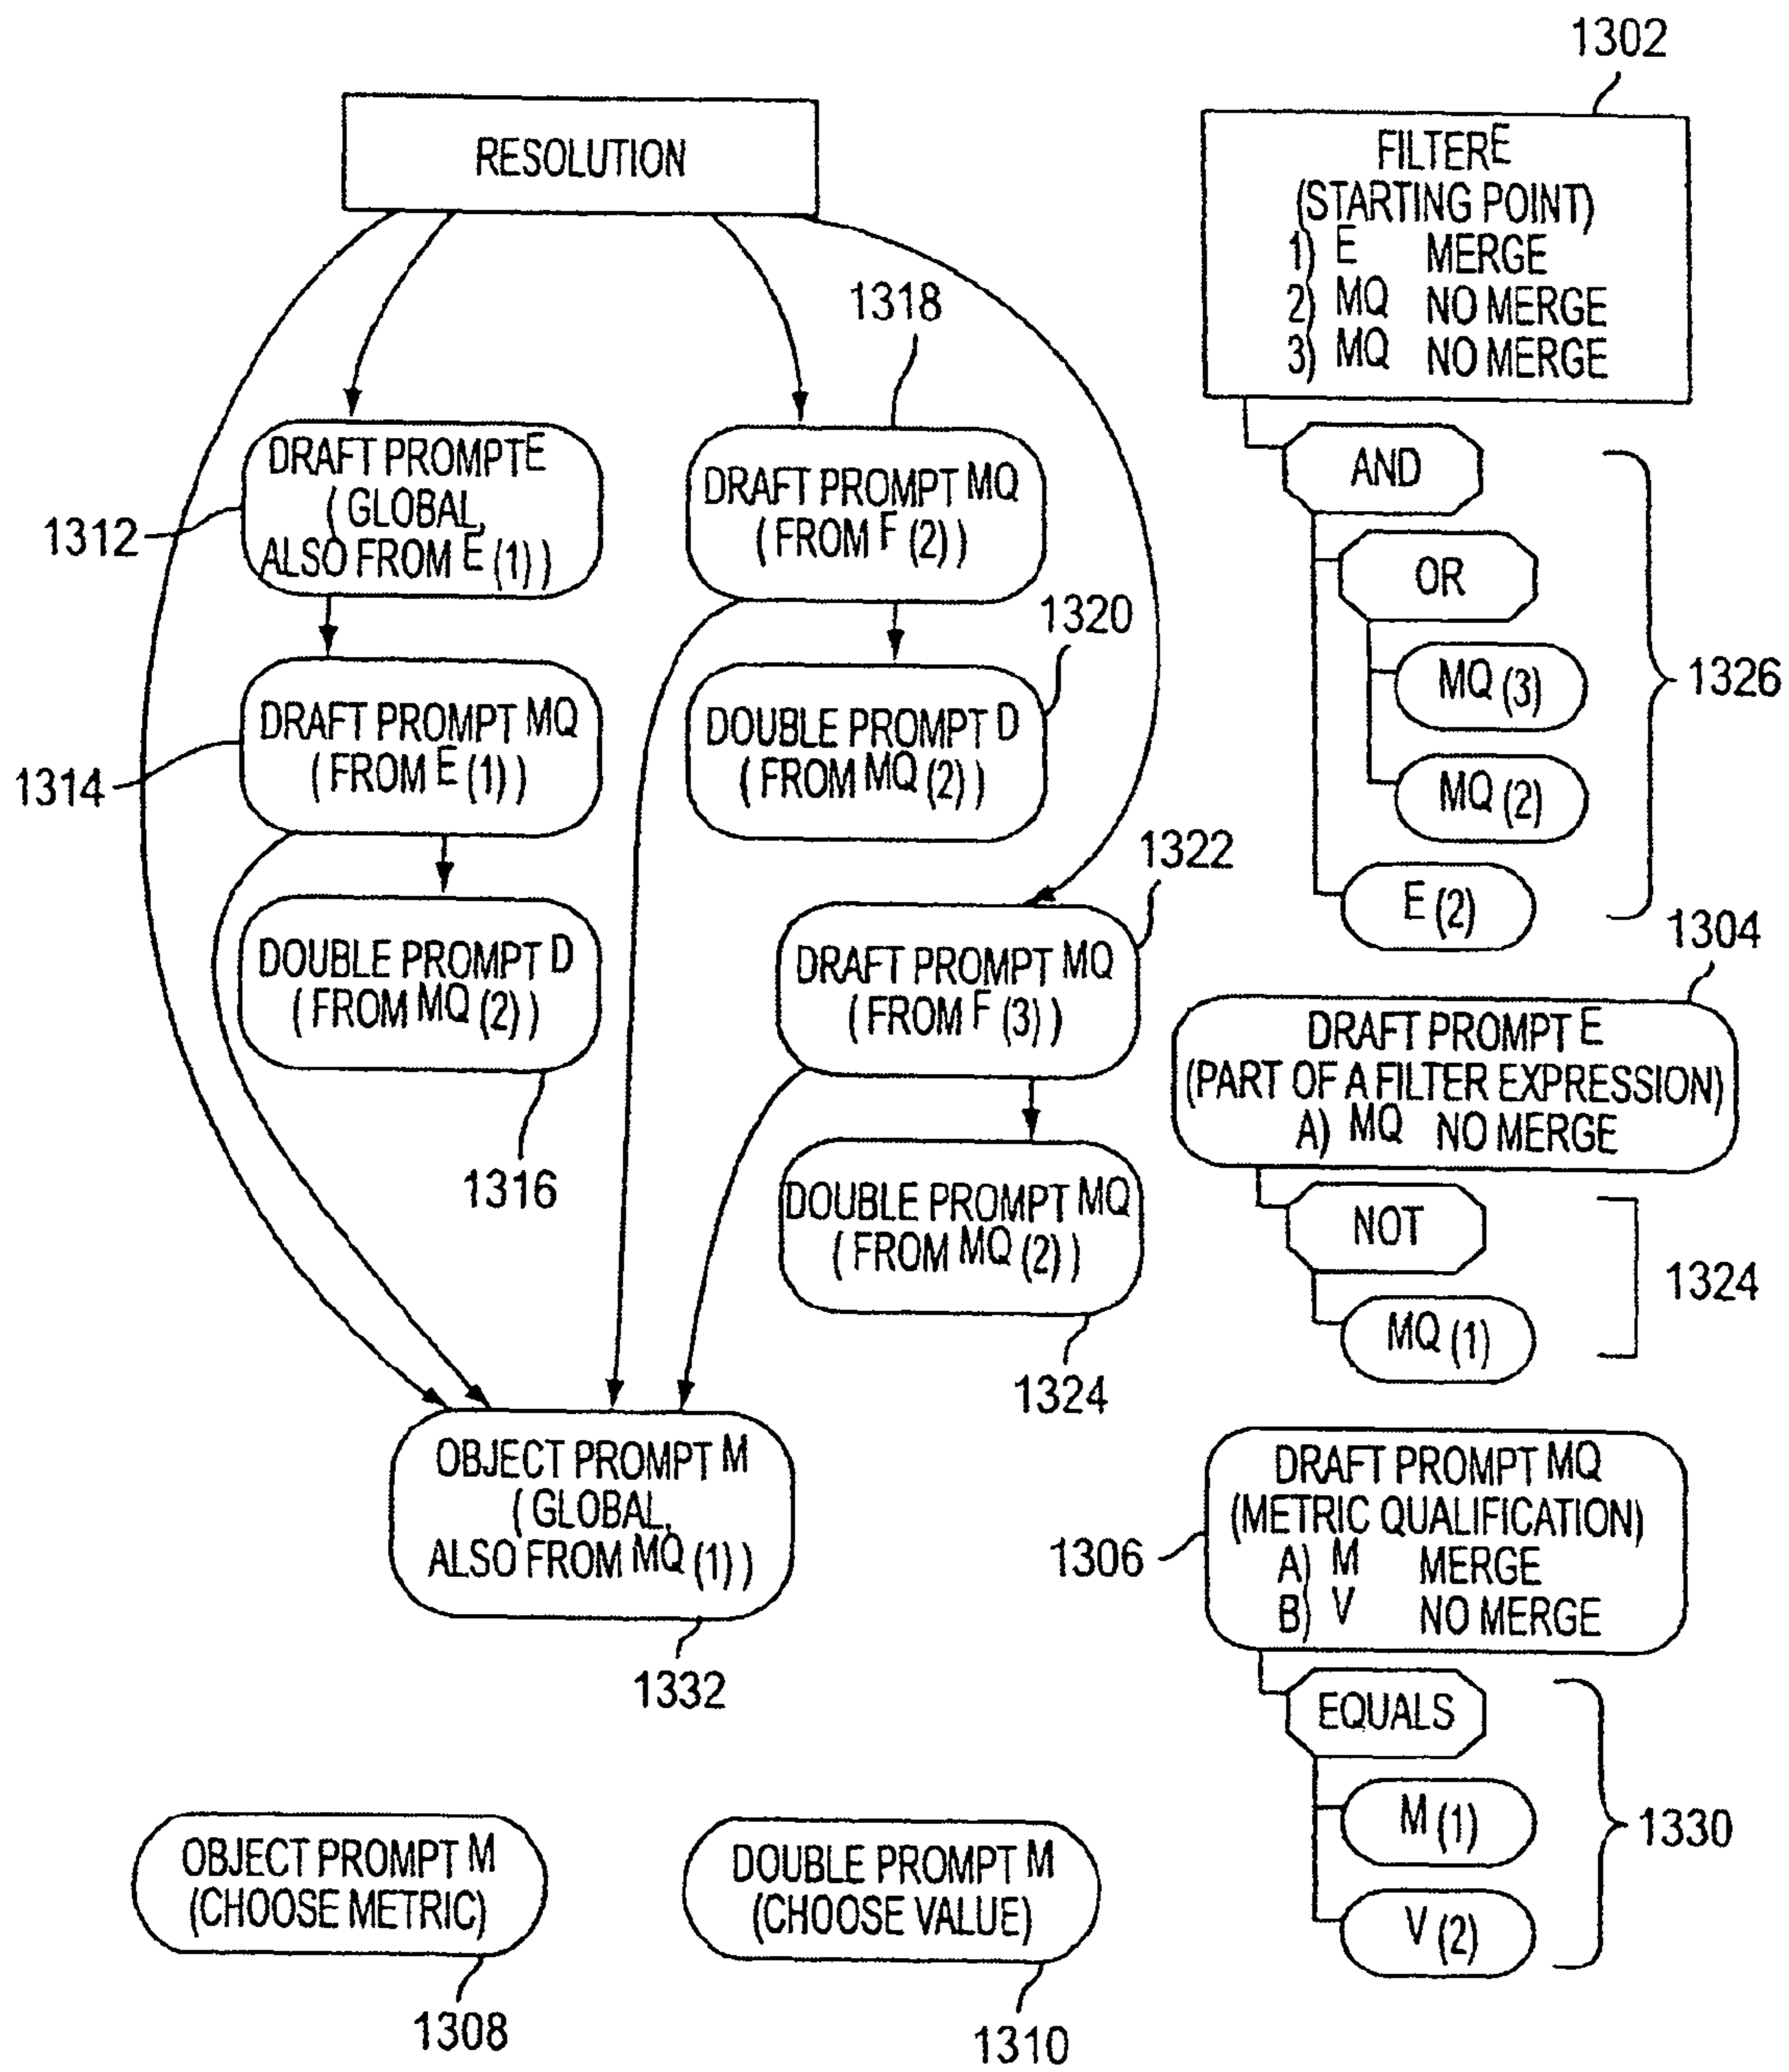 1302
RESOLUTION
FILTER E
(STARTING POINT)
1) E MERGE
2) MQ NO MERGE
3) MQ NO MERGE
1318
DRAFT PROMPT E
( GLOBAL,
ALSO FROM E (1) )
1312
DRAFT PROMPT MQ
( FROM F (2) )
AND
OR
MQ (3)
MQ (2)
E (2)
1326
1320
DRAFT PROMPT MQ
( FROM E (1) )
1314
DOUBLE PROMPT D
( FROM MQ (2) )
1322
DOUBLE PROMPT D
( FROM MQ (2) )
1316
DRAFT PROMPT MQ
( FROM F (3) )
1304
DRAFT PROMPT E
(PART OF A FILTER EXPRESSION)
A) MQ NO MERGE
DOUBLE PROMPT MQ
( FROM MQ (2) )
1324
NOT
MQ (1)
1324
OBJECT PROMPT M
( GLOBAL,
ALSO FROM MQ (1) )
1332
DRAFT PROMPT MQ
(METRIC QUALIFICATION)
A) M MERGE
B) V NO MERGE
1306
EQUALS
M (1)
V (2)
1330
OBJECT PROMPT M
(CHOOSE METRIC)
1308
DOUBLE PROMPT M
(CHOOSE VALUE)
1310